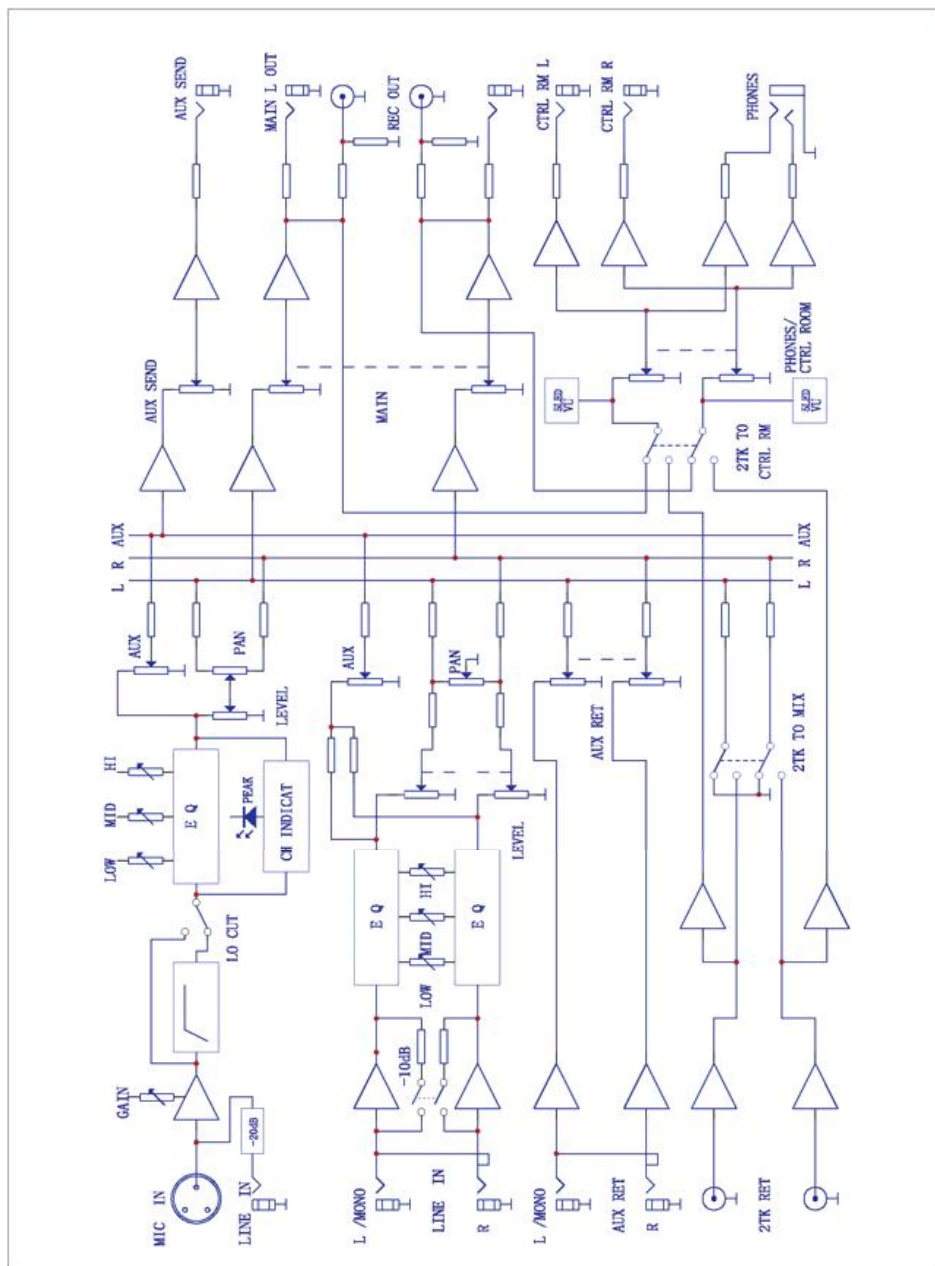 AUX SEND
MAIN L OUT
REC OUT
CTRL RM L
CTRL RM R
PHONES
AUX SEND
MAIN
PHONES/
CTRL ROOM
5LED
VU
5LED
VU
2TK TO
CTRL RM
L R AUX
L R AUX
AUX
PAN
LEVEL
AUX
PAN
AUX RET
2TK TO MIX
HI
MID
LOW
E Q
PEAK
CH INDICAT
LO CUT
E Q
HI
MID
LOW
E Q
LEVEL
GAIN
-20dB
-10dB
MIC IN
LINE IN
L /MONO
LINE IN
R
L /MONO
AUX RET
R
2TK RET